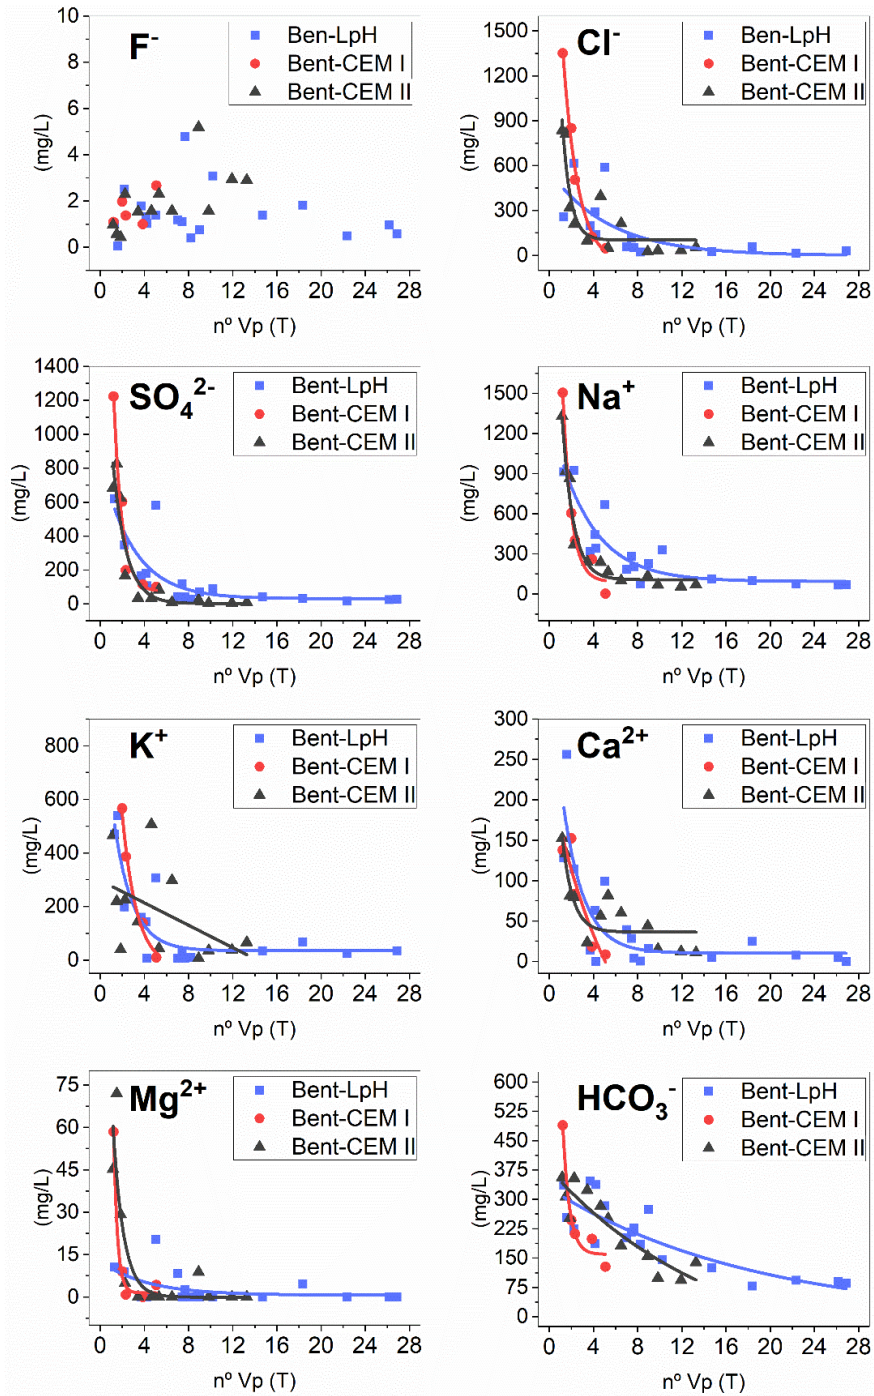 F-
Ben-LpH
Bent-CEM I
Bent-CEM II
(mg/L)
10
8
6
4
2
0
0 4 8 12 16 20 24 28
nº Vp (T)
Cl-
Ben-LpH
Bent-CEM I
Bent-CEM II
(mg/L)
1500
1200
900
600
300
0
0 4 8 12 16 20 24 28
nº Vp (T)
SO42-
Bent-LpH
Bent-CEM I
Bent-CEM II
(mg/L)
1400
1200
1000
800
600
400
200
0
0 4 8 12 16 20 24 28
nº Vp (T)
Na+
Bent-LpH
Bent-CEM I
Bent-CEM II
(mg/L)
1500
1200
900
600
300
0
0 4 8 12 16 20 24 28
nº Vp (T)
K+
Bent-LpH
Bent-CEM I
Bent-CEM II
(mg/L)
800
600
400
200
0
0 4 8 12 16 20 24 28
nº Vp (T)
Ca2+
Bent-LpH
Bent-CEM I
Bent-CEM II
(mg/L)
300
250
200
150
100
50
0
0 4 8 12 16 20 24 28
nº Vp (T)
Mg2+
Bent-LpH
Bent-CEM I
Bent-CEM II
(mg/L)
75
60
45
30
15
0
0 4 8 12 16 20 24 28
nº Vp (T)
HCO3-
Bent-LpH
Bent-CEM I
Bent-CEM II
(mg/L)
600
525
450
375
300
225
150
75
0
0 4 8 12 16 20 24 28
nº Vp (T)